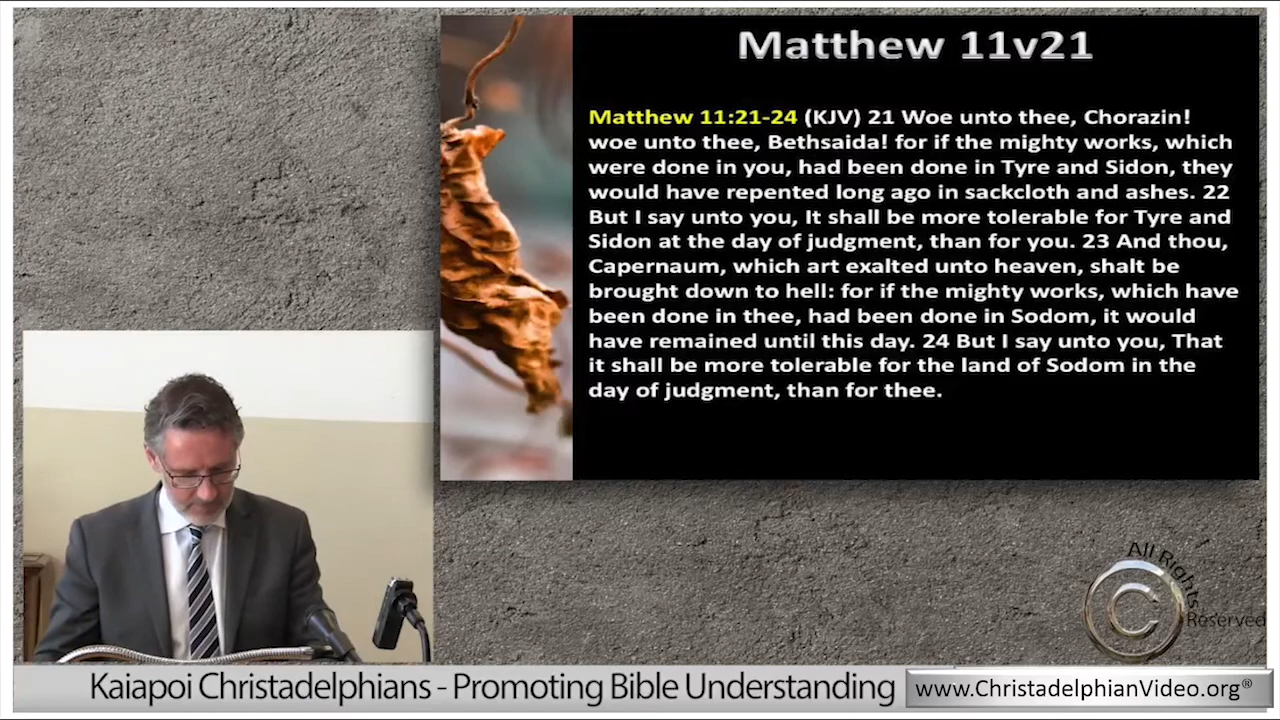 Matthew 11v21
Matthew 11:21-24 (KJV) 21 Woe unto thee, Chorazin!
woe unto thee, Bethsaida! for if the mighty works, which
were done in you, had been done in Tyre and Sidon, they
would have repented long ago in sackcloth and ashes. 22
But I say unto you, It shall be more tolerable for Tyre and
Sidon at the day of judgment, than for you. 23 And thou,
Capernaum, which art exalted unto heaven, shalt be
brought down to hell: for if the mighty works, which have
been done in thee, had been done in Sodom, it would
have remained until this day. 24 But I say unto you, That
it shall be more tolerable for the land of Sodom in the
day of judgment, than for thee.
All Rights
Reserved
©
Kaiapoi Christadelphians - Promoting Bible Understanding
www.ChristadelphianVideo.org®